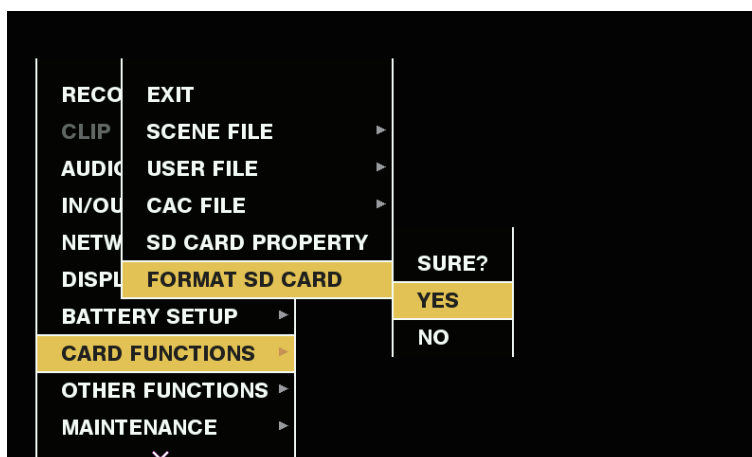 RECO
CLIP
AUDIO
IN/OU
NETW
DISPL
BATTERY SETUP
CARD FUNCTIONS
OTHER FUNCTIONS
MAINTENANCE
EXIT
SCENE FILE
USER FILE
CAC FILE
SD CARD PROPERTY
FORMAT SD CARD
SURE?
YES
NO